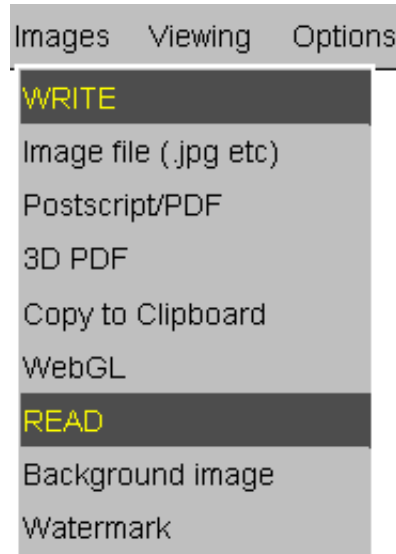 Images Viewing Options
WRITE
Image file (.jpg etc)
Postscript/PDF
3D PDF
Copy to Clipboard
WebGL
READ
Background image
Watermark